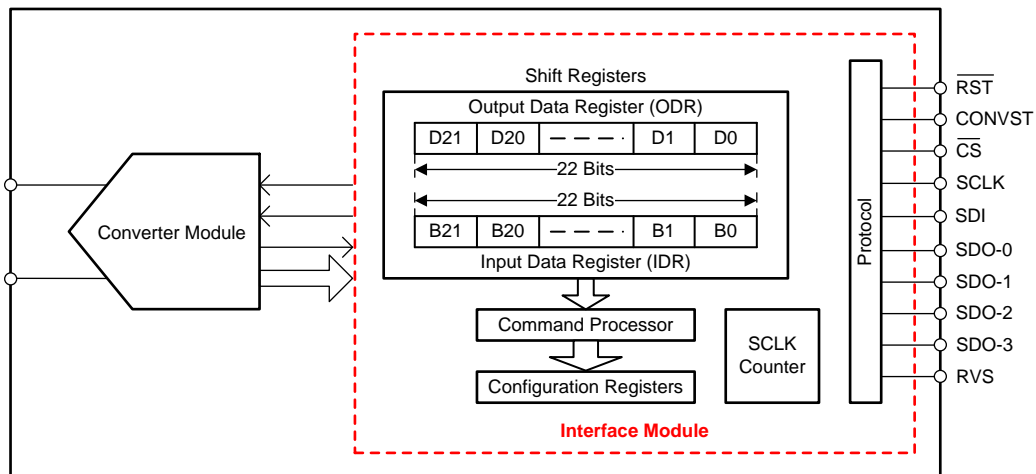 Shift Registers
Output Data Register (ODR)
D21 D20 D1 D0
22 Bits
22 Bits
B21 B20 B1 B0
Input Data Register (IDR)
Converter Module
Command Processor
Configuration Registers
SCLK
Counter
Interface Module
Protocol
RST
CONVST
CS
SCLK
SDI
SDO-0
SDO-1
SDO-2
SDO-3
RVS